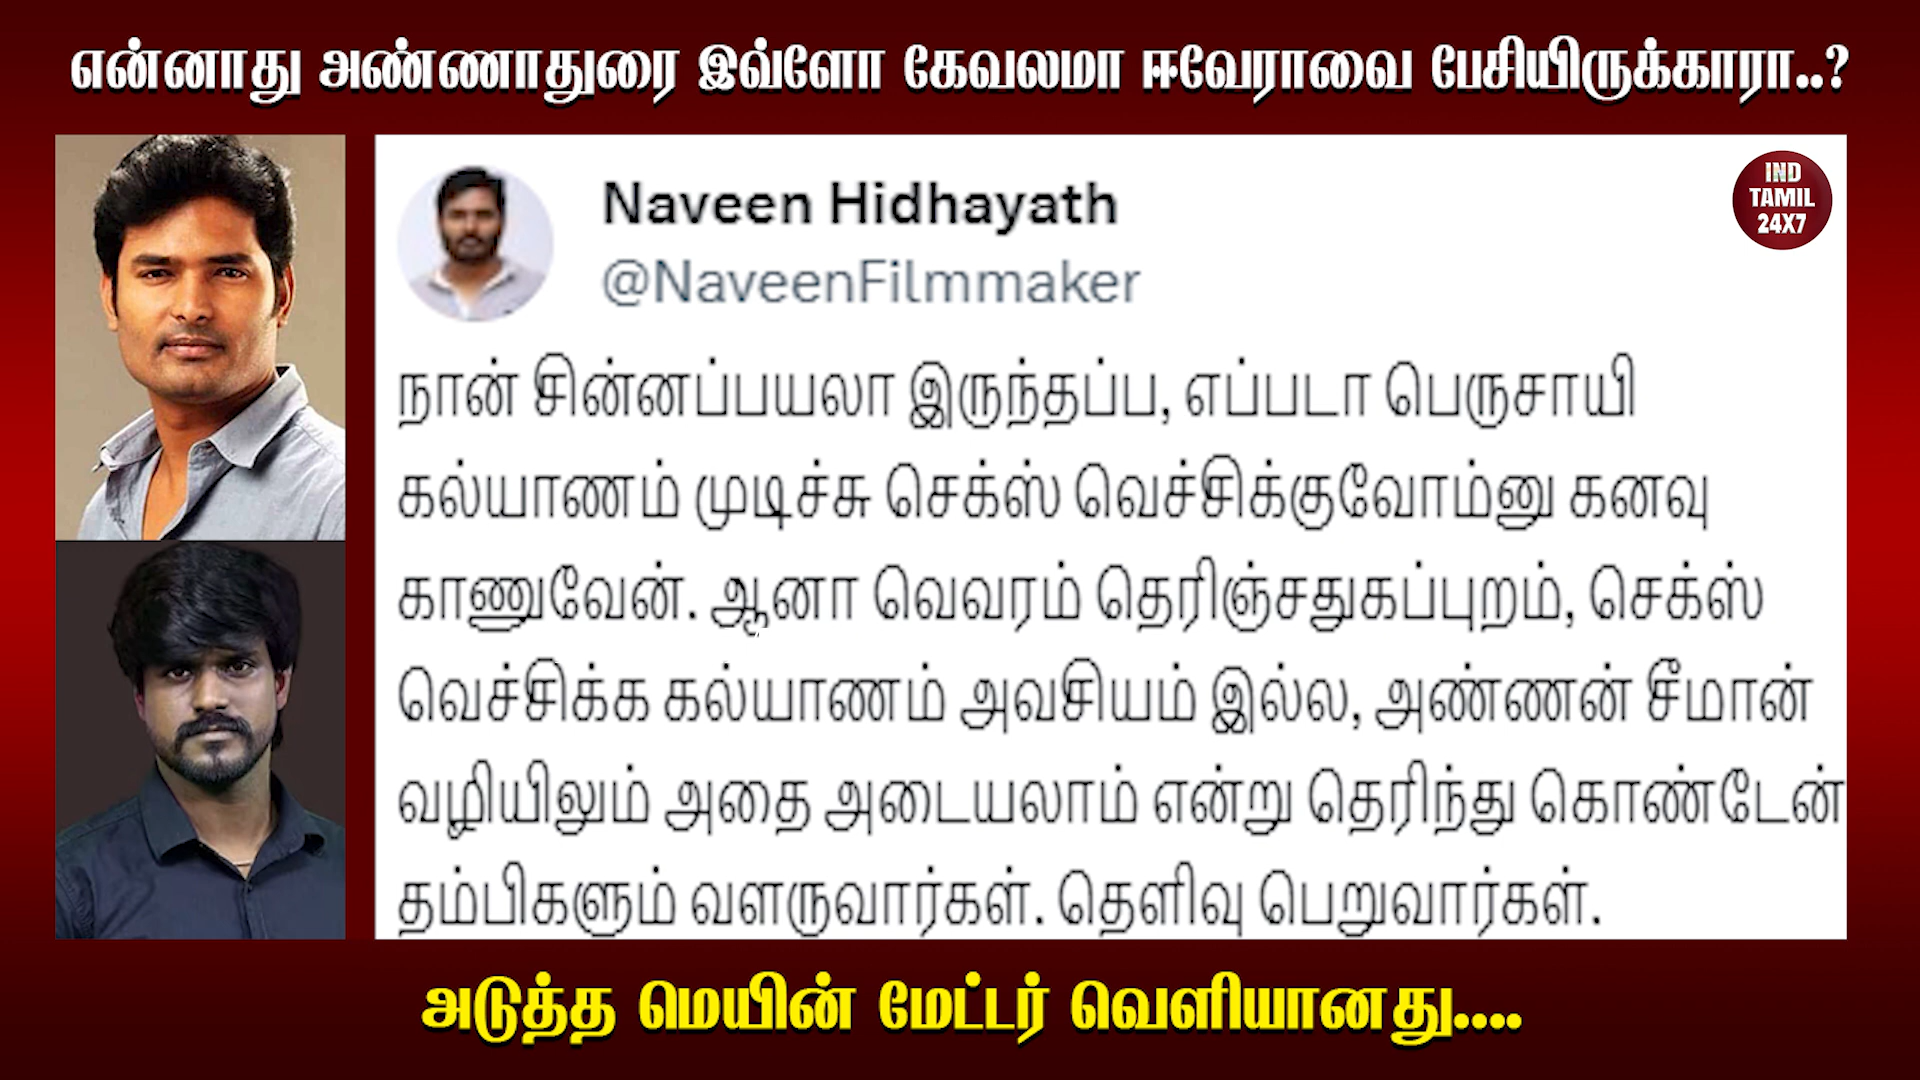 என்னாது அண்ணாதுரை இவ்ளோ கேவலமா ஈவேராவை பேசியிருக்காரா..?
IND
TAMIL
24X7
Naveen Hidhayath
@NaveenFilmmaker
நான் சின்னப்பயலா இருந்தப்ப, எப்படா பெருசாயி
கல்யாணம் முடிச்சு செக்ஸ் வெச்சிக்குவோம்னு கனவு
காணுவேன். ஆனா வெவரம் தெரிஞ்சதுகப்புறம், செக்ஸ்
வெச்சிக்க கல்யாணம் அவசியம் இல்ல, அண்ணன் சீமான்
வழியிலும் அதை அடையலாம் என்று தெரிந்து கொண்டேன்
தம்பிகளும் வளருவார்கள். தெளிவு பெறுவார்கள்.
அடுத்த மெயின் மேட்டர் வெளியானது....